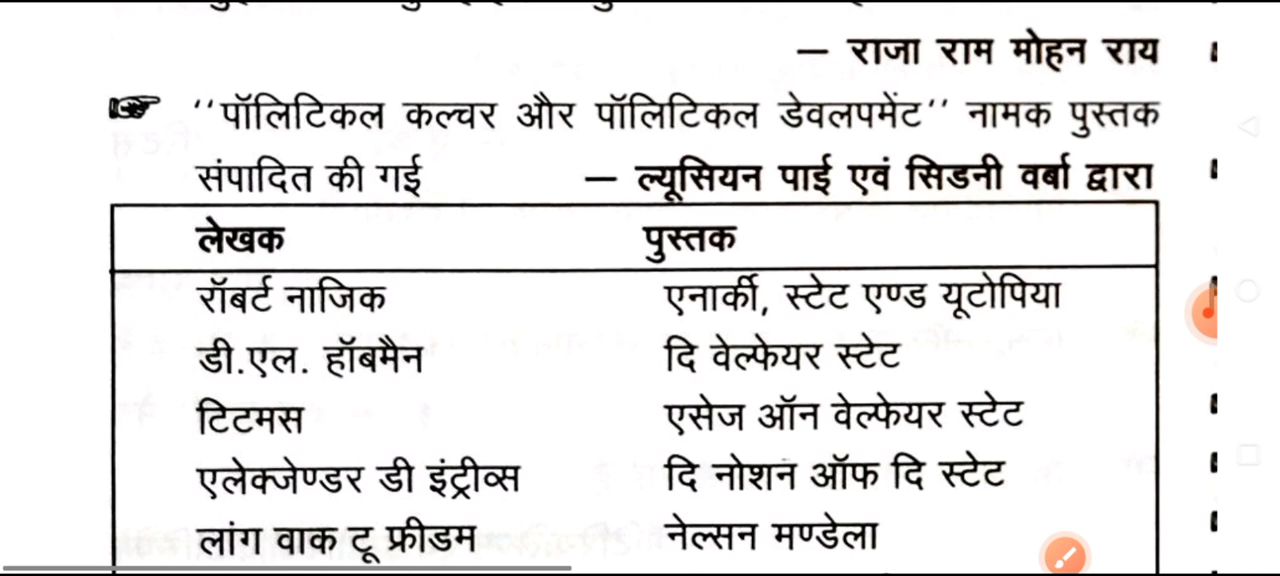 — राजा राम मोहन राय
‘‘पॉलिटिकल कल्चर और पॉलिटिकल डेवलपमेंट’’ नामक पुस्तक
संपादित की गई — ल्यूसियन पाई एवं सिडनी वर्बा द्वारा
लेखक पुस्तक
रॉबर्ट नाजिक एनार्की, स्टेट एण्ड यूटोपिया
डी.एल. हॉबमैन दि वेल्फेयर स्टेट
टिटमस एसेज ऑन वेल्फेयर स्टेट
एलेक्जेण्डर डी इंट्रीव्स दि नोशन ऑफ दि स्टेट
लांग वाक टू फ्रीडम नेल्सन मण्डेला